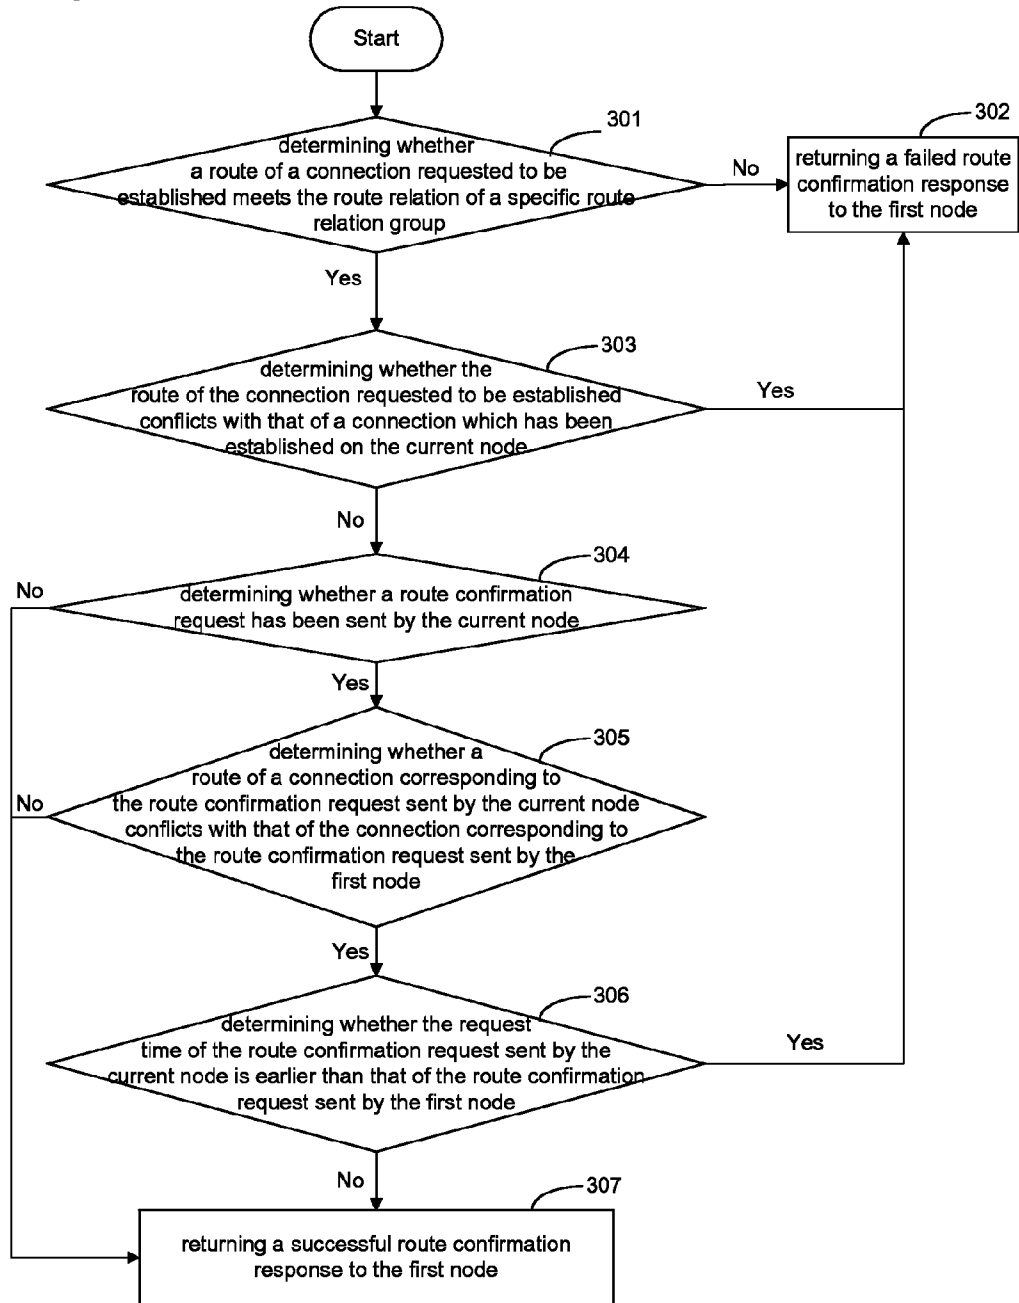 Start
301
determining whether
a route of a connection requested to be
established meets the route relation of a specific route
relation group
No
302
returning a failed route
confirmation response
to the first node
Yes
303
determining whether the
route of the connection requested to be established
conflicts with that of a connection which has been
established on the current node
Yes
No
304
No
determining whether a route confirmation
request has been sent by the current node
Yes
305
determining whether a
route of a connection corresponding to
the route confirmation request sent by the current node
conflicts with that of the connection corresponding to
the route confirmation request sent by the
first node
No
Yes
306
determining whether the request
time of the route confirmation request sent by the
current node is earlier than that of the route confirmation
request sent by the first node
Yes
No
307
returning a successful route confirmation
response to the first node